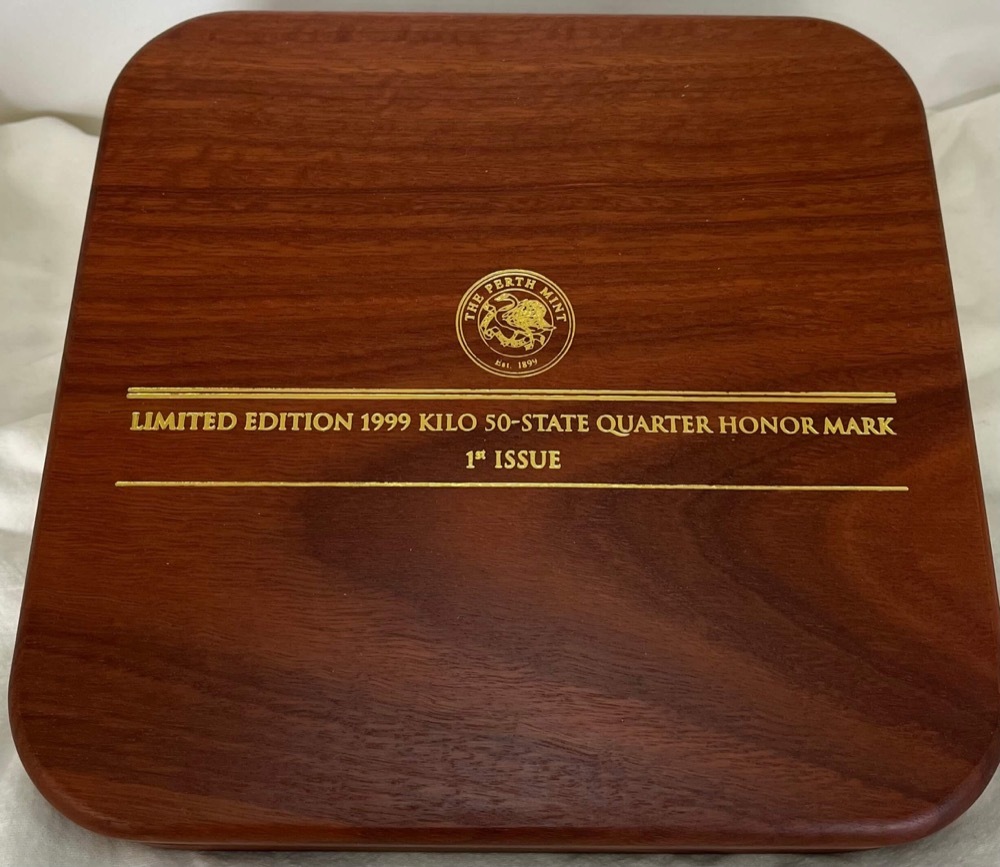 THE PERTH MINT
Est. 1899
LIMITED EDITION 1999 KILO 50-STATE QUARTER HONOR MARK
1st ISSUE